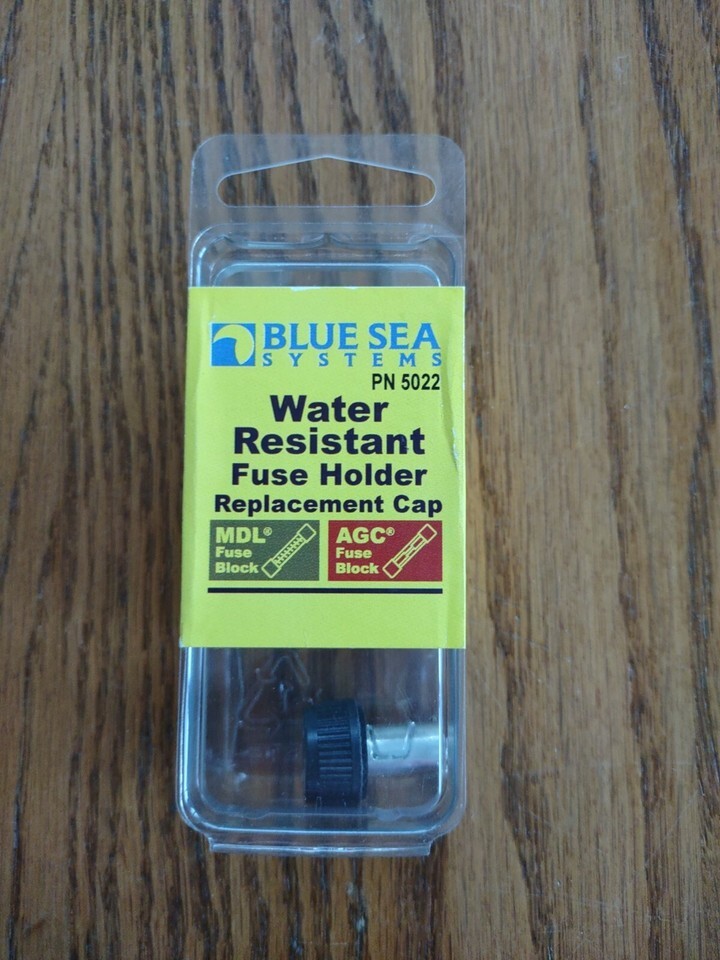 BLUE SEA
SYSTEMS
PN 5022
Water
Resistant
Fuse Holder
Replacement Cap
MDL®
Fuse
Block
AGC®
Fuse
Block